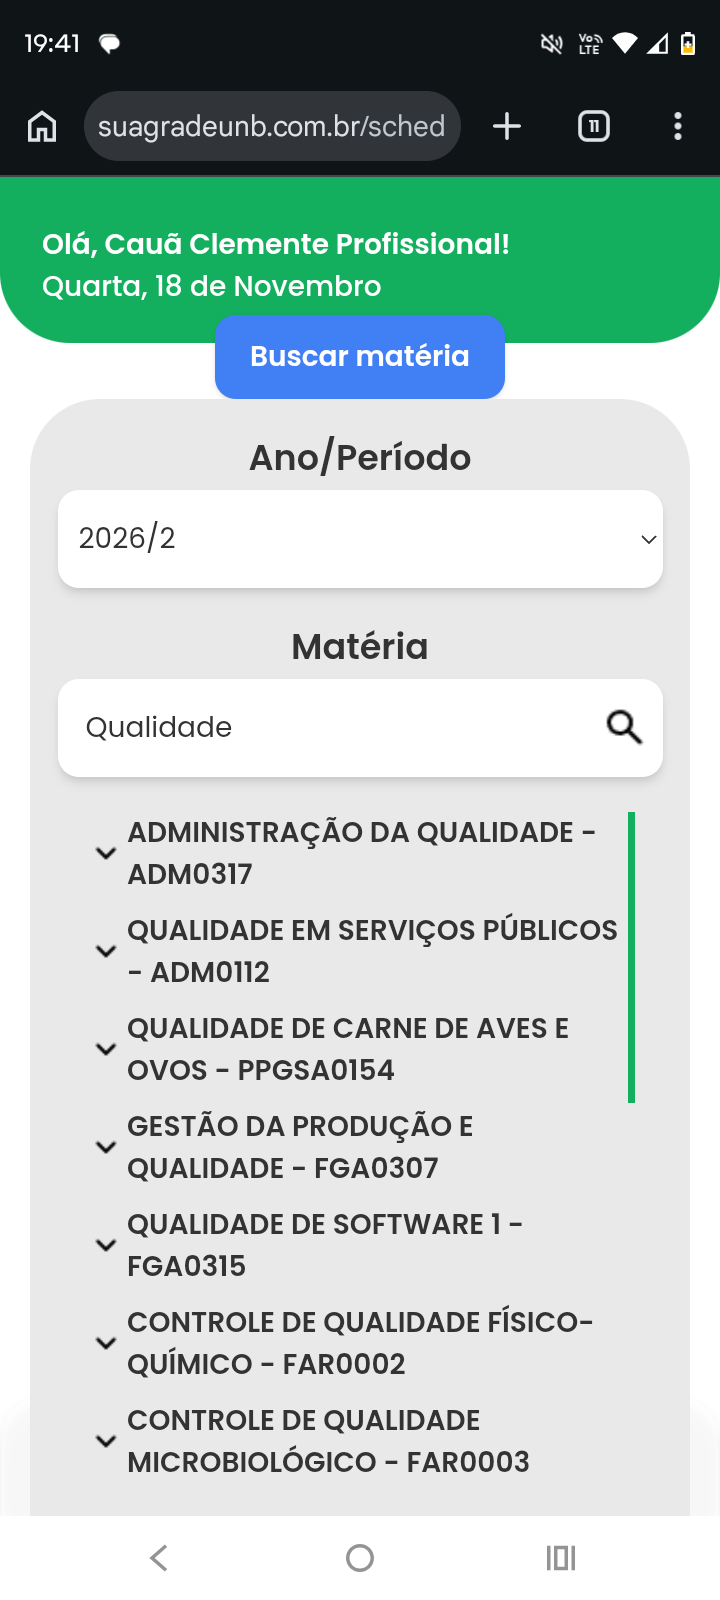 19:41
Vo
LTE
suagradeunb.com.br/sched
11
Olá, Cauã Clemente Profissional!
Quarta, 18 de Novembro
Buscar matéria
Ano/Período
2026/2
Matéria
Qualidade
ADMINISTRAÇÃO DA QUALIDADE -
ADM0317
QUALIDADE EM SERVIÇOS PÚBLICOS
- ADM0112
QUALIDADE DE CARNE DE AVES E
OVOS - PPGSA0154
GESTÃO DA PRODUÇÃO E
QUALIDADE - FGA0307
QUALIDADE DE SOFTWARE 1 -
FGA0315
CONTROLE DE QUALIDADE FÍSICO-
QUÍMICO - FAR0002
CONTROLE DE QUALIDADE
MICROBIOLÓGICO - FAR0003